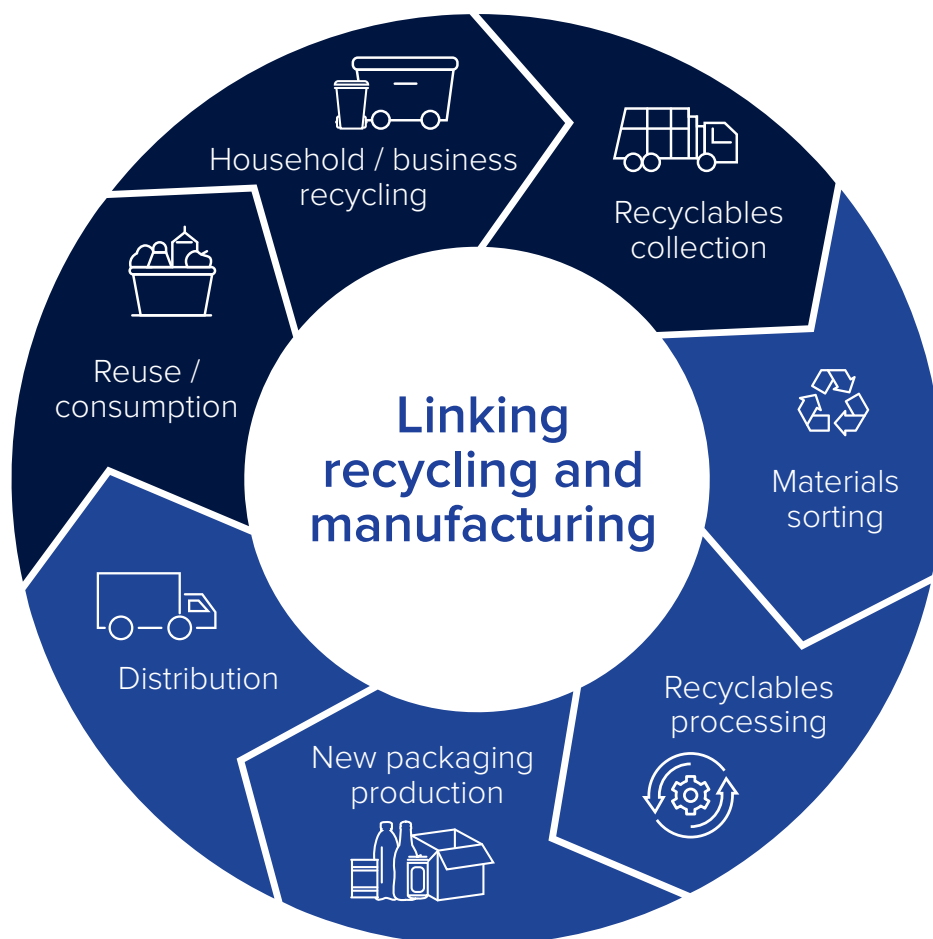 Household / business
recycling
Recyclables
collection
Materials
sorting
Recyclables
processing
New packaging
production
Distribution
Reuse /
consumption
Linking
recycling and
manufacturing